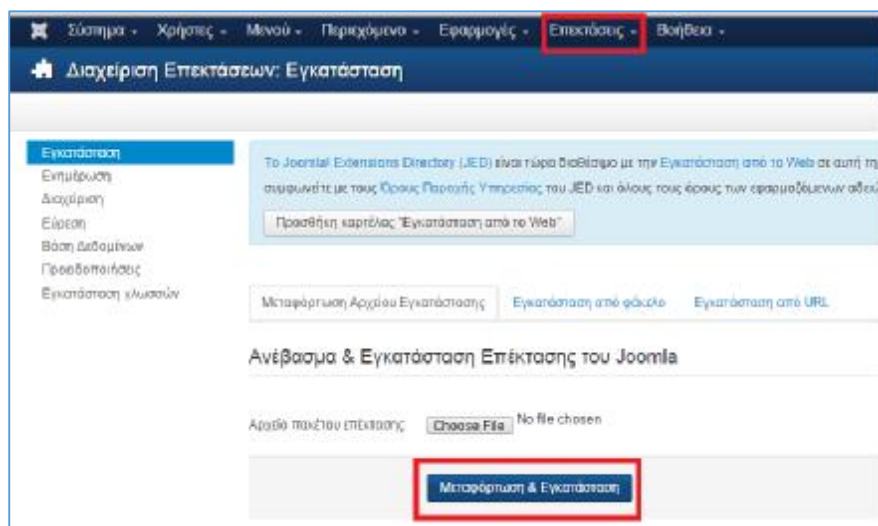 Σύστημα Χρήστες Μενού Περιεχόμενο Εφαρμογές Επεκτάσεις Βοήθεια
Διαχείριση Επεκτάσεων: Εγκατάσταση
Εγκατάσταση
Ενημέρωση
Διαχείριση
Εύρεση
Βάση Δεδομένων
Προειδοποιήσεις
Εγκατάσταση γλωσσών
Το Joomla! Extensions Directory (JED) είναι τώρα διαθέσιμο με την Εγκατάσταση από το Web σε αυτή τη
συμφωνείτε με τους Όρους Παροχής Υπηρεσίας του JED και όλους τους όρους των εφαρμοζόμενων
Προσθήκη καρτέλας "Εγκατάσταση από το Web"
Μεταφόρτωση Αρχείου Εγκατάστασης Εγκατάσταση από φάκελο Εγκατάσταση από URL
Ανέβασμα & Εγκατάσταση Επέκτασης του Joomla
Αρχείο πακέτου επέκτασης Choose File No file chosen
Μεταφόρτωση & Εγκατάσταση